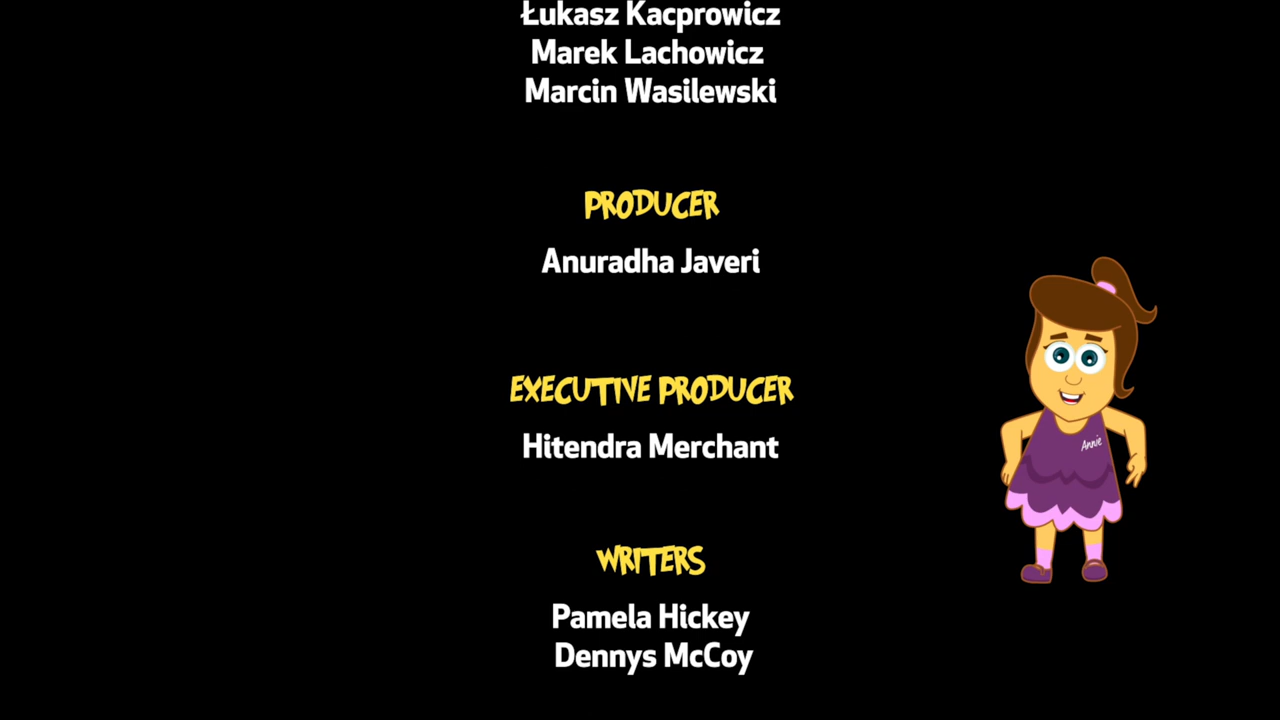 Łukasz Kacprowicz
Marek Lachowicz
Marcin Wasilewski
PRODUCER
Anuradha Javeri
EXECUTIVE PRODUCER
Hitendra Merchant
Annie
WRITERS
Pamela Hickey
Dennys McCoy